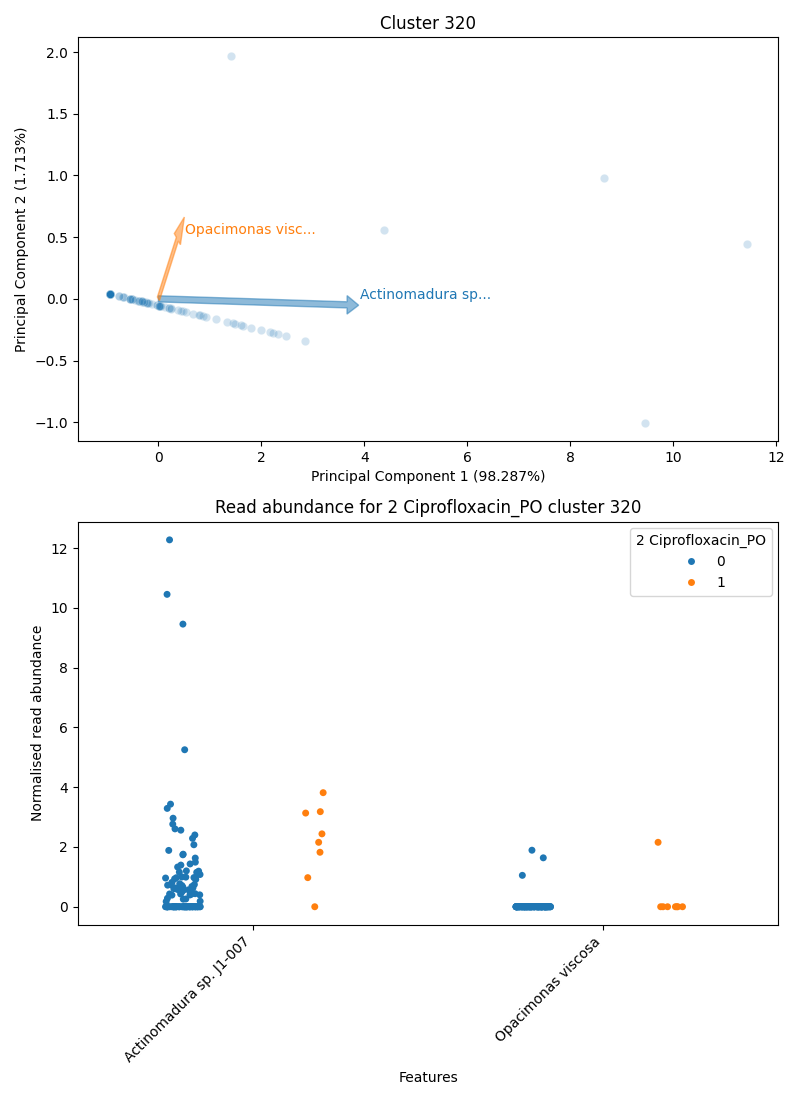 Cluster 320
2.0
1.5
1.0
0.5
0.0
−0.5
−1.0
Principal Component 2 (1.713%)
Opacimonas visc...
Actinomadura sp...
0 2 4 6 8 10 12
Principal Component 1 (98.287%)
Read abundance for 2 Ciprofloxacin_PO cluster 320
12
10
8
6
4
2
0
Normalised read abundance
2 Ciprofloxacin_PO
0
1
Actinomadura sp. J1-007
Opacimonas viscosa
Features